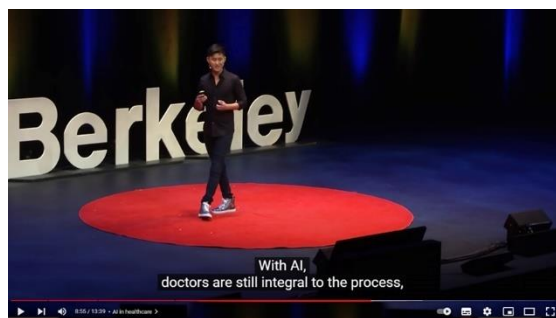 Berkeley
With AI,
doctors are still integral to the process,
8:55 / 13:39 • AI in healthcare >